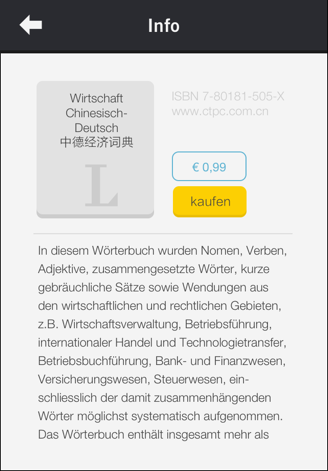 Info
Wirtschaft
Chinesisch-
Deutsch
中德经济词典
L
ISBN 7-80181-505-X
www.ctpc.com.cn
€ 0,99
kaufen
In diesem Wörterbuch wurden Nomen, Verben,
Adjektive, zusammengesetzte Wörter, kurze
gebräuchliche Sätze sowie Wendungen aus
den wirtschaftlichen und rechtlichen Gebieten,
z.B. Wirtschaftsverwaltung, Betriebsführung,
internationaler Handel und Technologietransfer,
Betriebsbuchführung, Bank- und Finanzwesen,
Versicherungswesen, Steuerwesen, ein-
schliesslich der damit zusammenhängenden
Wörter möglichst systematisch aufgenommen.
Das Wörterbuch enthält insgesamt mehr als